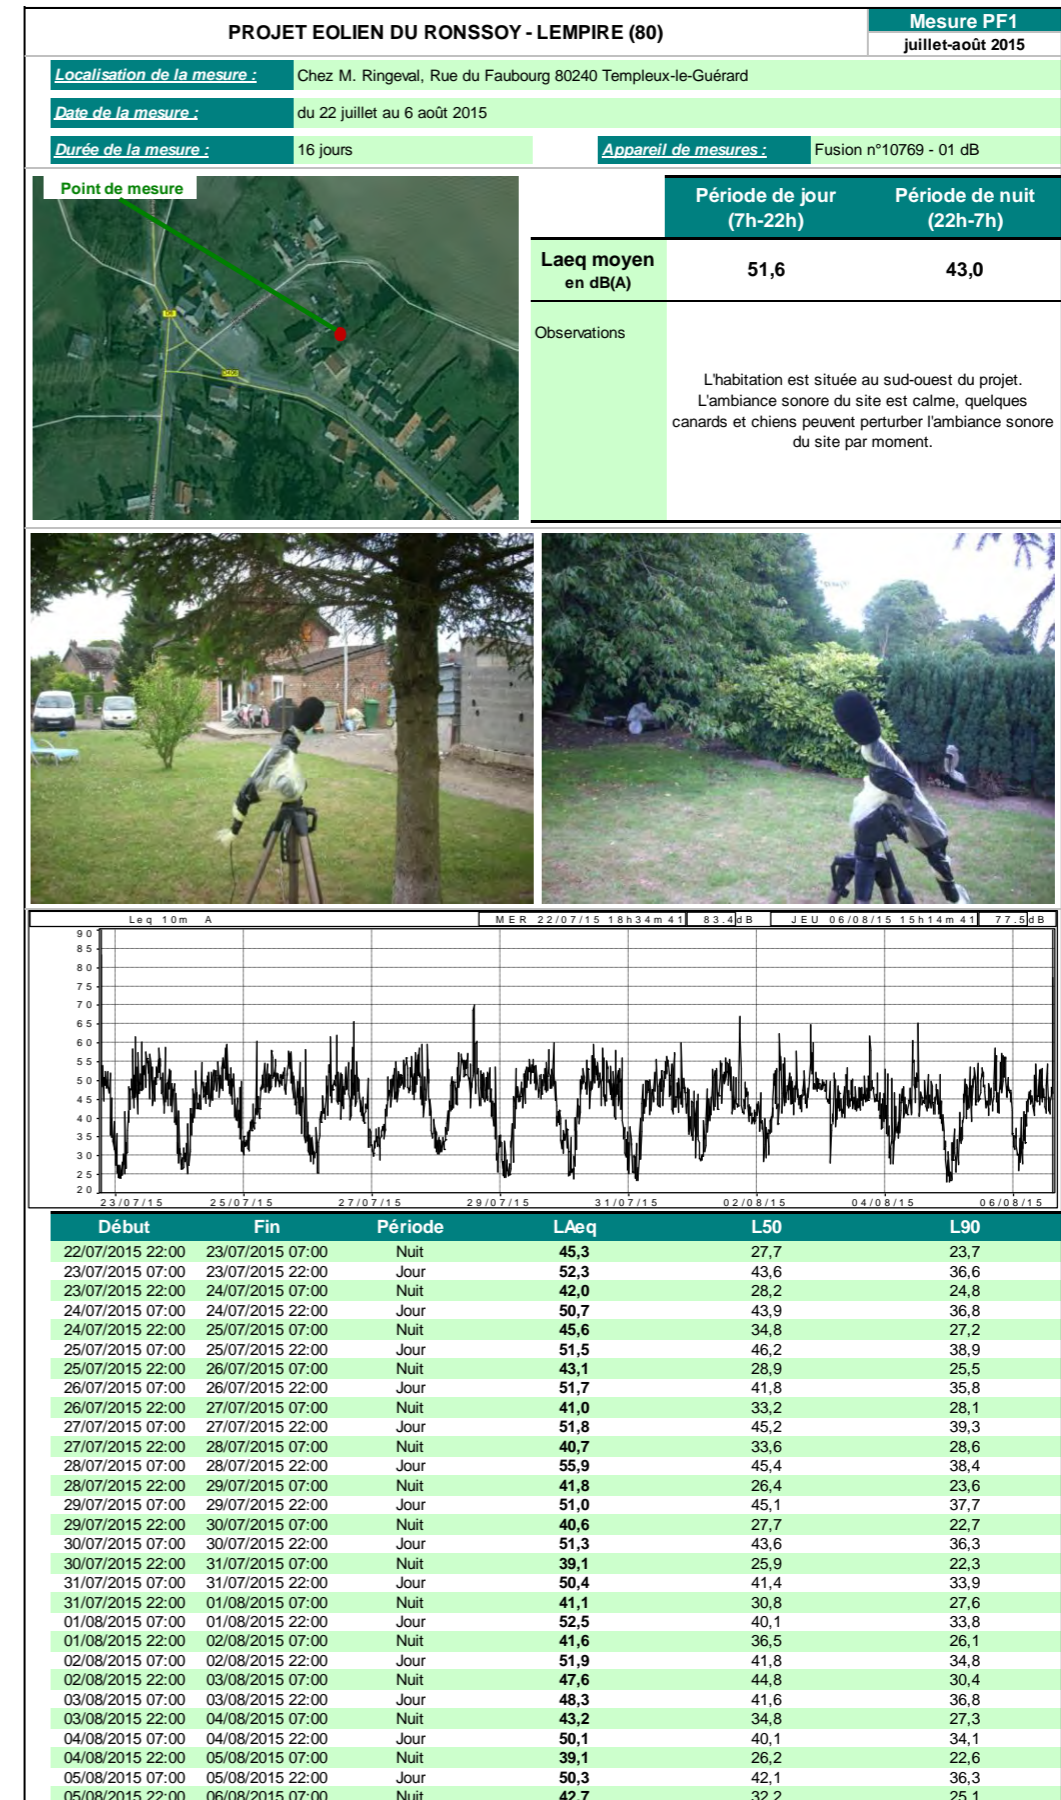 PROJET EOLIEN DU RONSSOY - LEMPIRE (80)
Mesure PF1
juillet-août 2015
Localisation de la mesure : Chez M. Ringeval, Rue du Faubourg 80240 Templeux-le-Guérard
Date de la mesure : du 22 juillet au 6 août 2015
Durée de la mesure : 16 jours Appareil de mesures : Fusion n°10769 - 01 dB
Point de mesure
Période de jour (7h-22h) Période de nuit (22h-7h)
Laeq moyen en dB(A) 51,6 43,0
Observations
L'habitation est située au sud-ouest du projet.
L'ambiance sonore du site est calme, quelques
canards et chiens peuvent perturber l'ambiance sonore
du site par moment.
Leq 10m A MER 22/07/15 18h34m41 83.4dB JEU 06/08/15 15h14m41 77.5dB
90
85
80
75
70
65
60
55
50
45
40
35
30
25
20
23/07/15 25/07/15 27/07/15 29/07/15 31/07/15 02/08/15 04/08/15 06/08/15
Début Fin Période LAeq L50 L90
22/07/2015 22:00 23/07/2015 07:00 Nuit 45,3 27,7 23,7
23/07/2015 07:00 23/07/2015 22:00 Jour 52,3 43,6 36,6
23/07/2015 22:00 24/07/2015 07:00 Nuit 42,0 28,2 24,8
24/07/2015 07:00 24/07/2015 22:00 Jour 50,7 43,9 36,8
24/07/2015 22:00 25/07/2015 07:00 Nuit 45,6 34,8 27,2
25/07/2015 07:00 25/07/2015 22:00 Jour 51,5 46,2 38,9
25/07/2015 22:00 26/07/2015 07:00 Nuit 43,1 28,9 25,5
26/07/2015 07:00 26/07/2015 22:00 Jour 51,7 41,8 35,8
26/07/2015 22:00 27/07/2015 07:00 Nuit 41,0 33,2 28,1
27/07/2015 07:00 27/07/2015 22:00 Jour 51,8 45,2 39,3
27/07/2015 22:00 28/07/2015 07:00 Nuit 40,7 33,6 28,6
28/07/2015 07:00 28/07/2015 22:00 Jour 55,9 45,4 38,4
28/07/2015 22:00 29/07/2015 07:00 Nuit 41,8 26,4 23,6
29/07/2015 07:00 29/07/2015 22:00 Jour 51,0 45,1 37,7
29/07/2015 22:00 30/07/2015 07:00 Nuit 40,6 27,7 22,7
30/07/2015 07:00 30/07/2015 22:00 Jour 51,3 43,6 36,3
30/07/2015 22:00 31/07/2015 07:00 Nuit 39,1 25,9 22,3
31/07/2015 07:00 31/07/2015 22:00 Jour 50,4 41,4 33,9
31/07/2015 22:00 01/08/2015 07:00 Nuit 41,1 30,8 27,6
01/08/2015 07:00 01/08/2015 22:00 Jour 52,5 40,1 33,8
01/08/2015 22:00 02/08/2015 07:00 Nuit 41,6 36,5 26,1
02/08/2015 07:00 02/08/2015 22:00 Jour 51,9 41,8 34,8
02/08/2015 22:00 03/08/2015 07:00 Nuit 47,6 44,8 30,4
03/08/2015 07:00 03/08/2015 22:00 Jour 48,3 41,6 36,8
03/08/2015 22:00 04/08/2015 07:00 Nuit 43,2 34,8 27,3
04/08/2015 07:00 04/08/2015 22:00 Jour 50,1 40,1 34,1
04/08/2015 22:00 05/08/2015 07:00 Nuit 39,1 26,2 22,6
05/08/2015 07:00 05/08/2015 22:00 Jour 50,3 42,1 36,3
05/08/2015 22:00 06/08/2015 07:00 Nuit 42,7 32,2 25,1